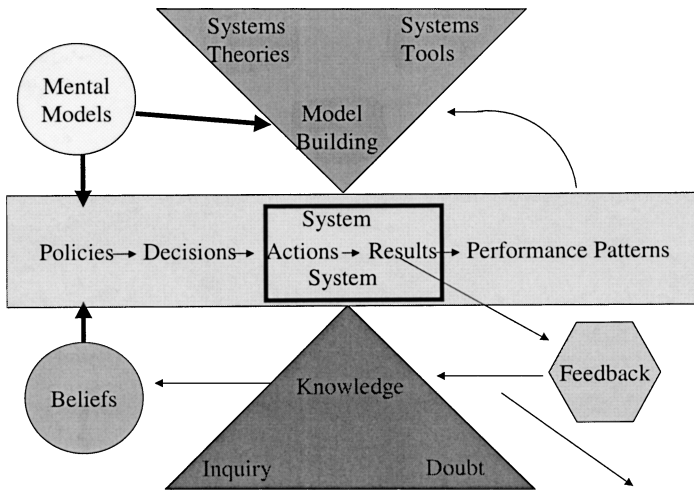 Systems
Theories
Systems
Tools
Mental
Models
Model
Building
System
Policies Decisions Actions Results Performance Patterns
System
Feedback
Knowledge
Beliefs
Inquiry
Doubt